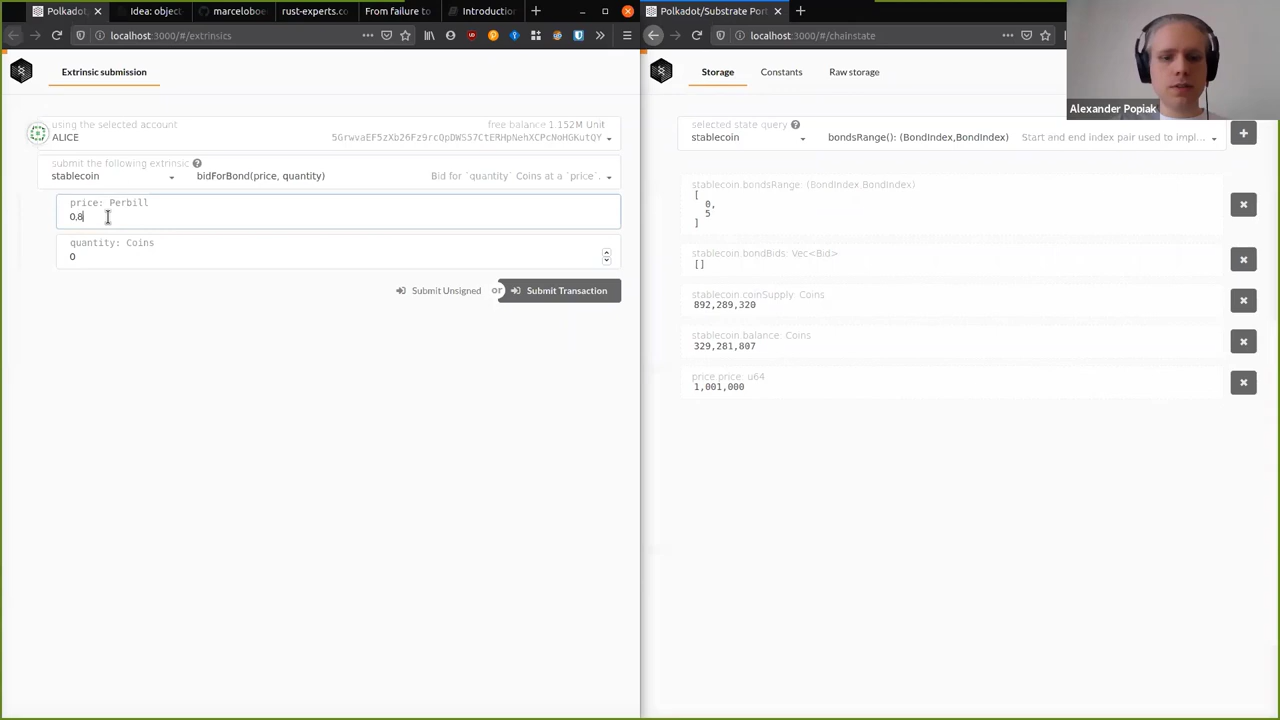 Polkadot,
Idea: object
marceloboe
rust-experts.co
From failure to
Introduction
Polkadot/Substrate Port
localhost:3000/#/extrinsics
localhost:3000/#/chainstate
Extrinsic submission
using the selected account
free balance 1.152M Unit
ALICE
submit the following extrinsic
stablecoin
bidForBond(price, quantity)
Bid for `quantity` Coins at a `price`.
price: Perbill
0,8
quantity: Coins
0
Submit Unsigned
or
Submit Transaction
Storage
Constants
Raw storage
Alexander Popiak
selected state query
stablecoin
bondsRange(): (BondIndex,BondIndex)
Start and end index pair used to impl...
stablecoin.bondsRange: (BondIndex BondIndex)
[
0,
5
]
stablecoin.bondBids: Vec<Bid>
[]
stablecoin.coinSupply: Coins
892,289,320
stablecoin.balance: Coins
329,281,807
price.price: u64
1,001,000